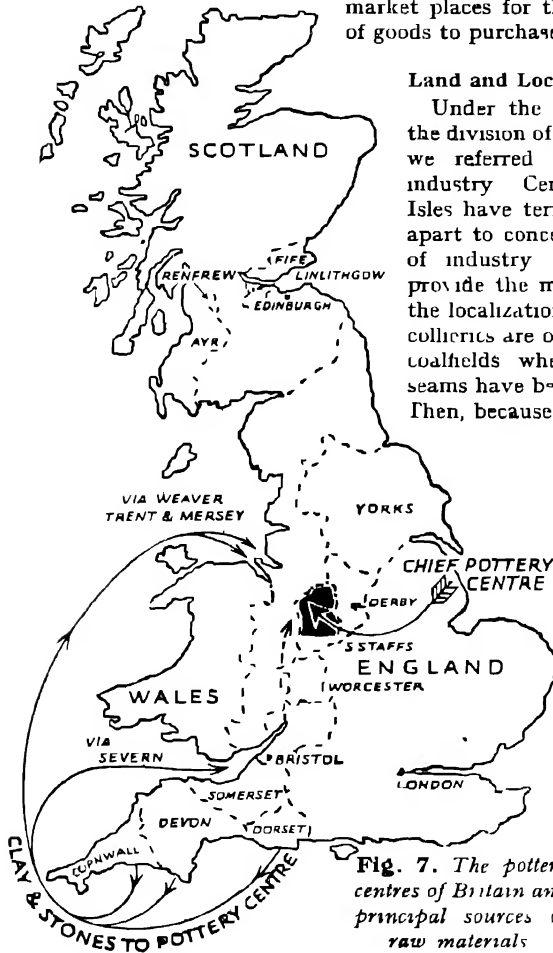 market places for th
of goods to purchase
Land and Loc
Under the
the division of
we referred
industry Cer
Isles have ter
apart to conce
of industry
provide the m
the localization
collieries are o
coalfields whe
seams have b
Then, because
SCOTLAND
FIFE
RENFREW
LINLITHGOW
EDINBURGH
AYR
VIA WEAVER
TRENT & MERSEY
YORKS
CHIEF POTTERY
CENTRE
DERBY
S STAFFS
ENGLAND
WORCESTER
WALES
VIA
SEVERN
BRISTOL
LONDON
SOMERSET
DEVON
DORSET
CORNWALL
CLAY & STONES TO POTTERY CENTRE
Fig. 7. The potter
centres of Britain an
principal sources
raw materials